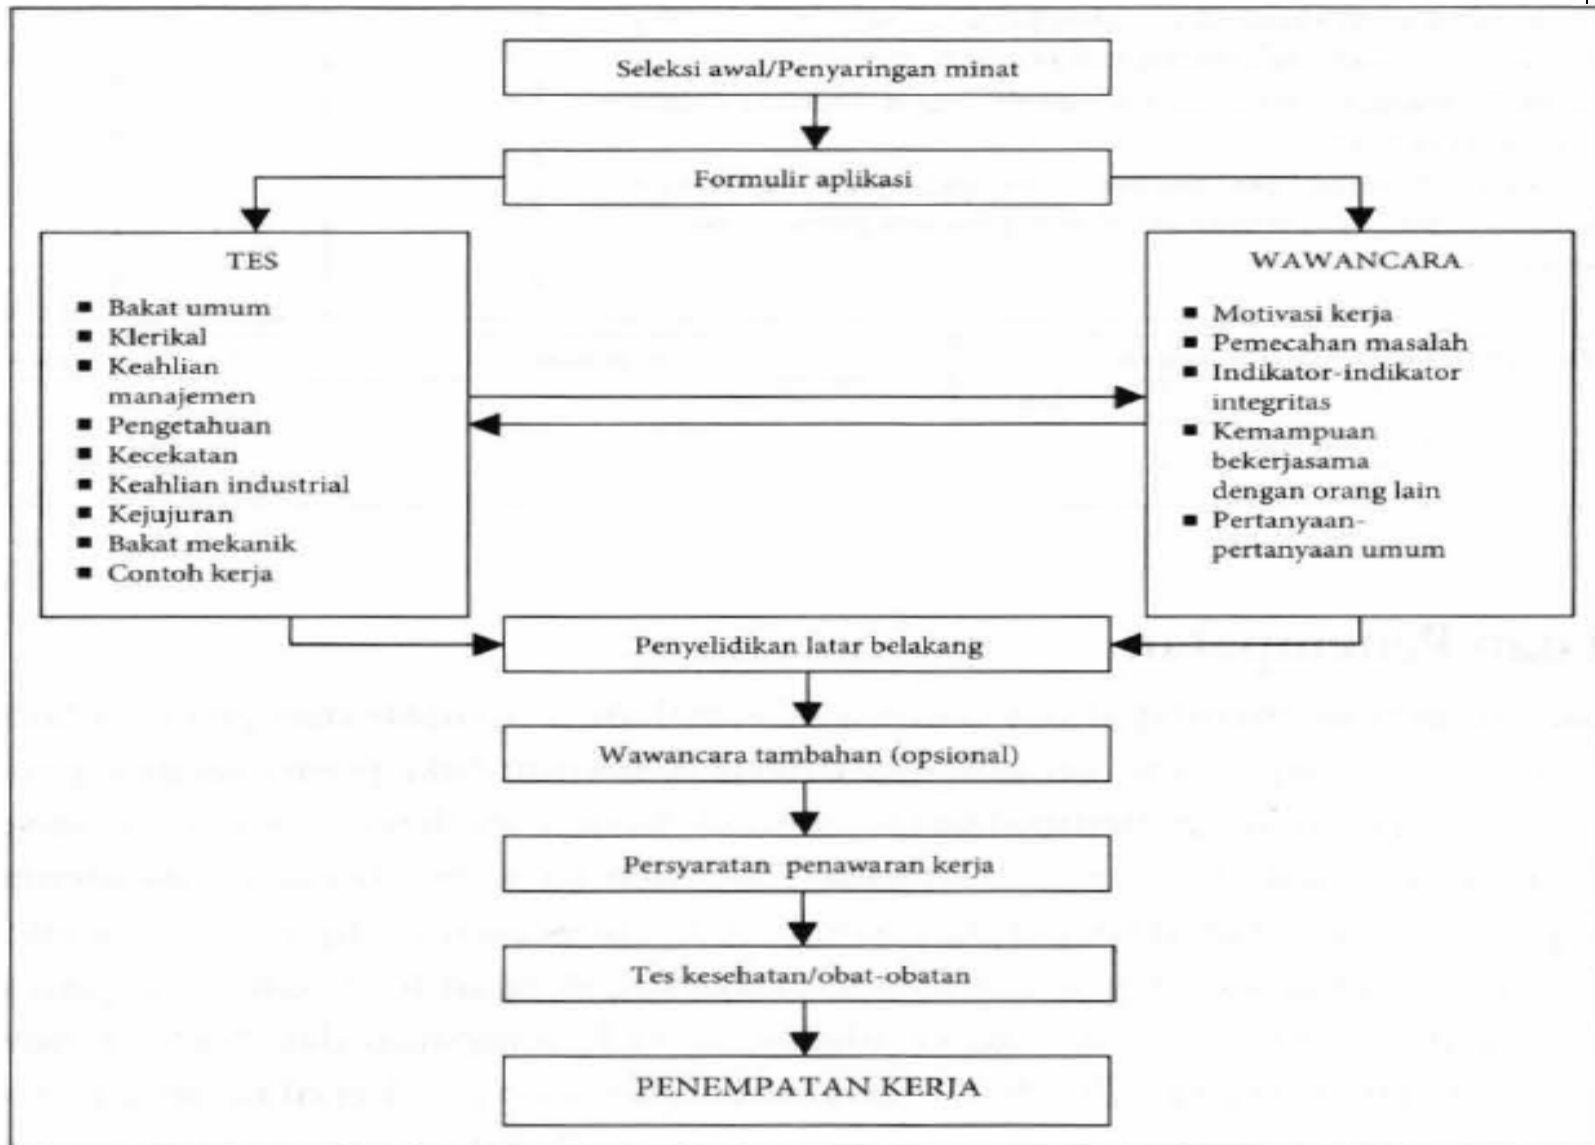 Seleksi awal/Penyaringan minat
Formulir aplikasi
TES
■ Bakat umum
■ Klerikal
■ Keahlian
manajemen
■ Pengetahuan
■ Kecekatan
■ Keahlian industrial
■ Kejujuran
■ Bakat mekanik
■ Contoh kerja
WAWANCARA
■ Motivasi kerja
■ Pemecahan masalah
■ Indikator-indikator
integritas
■ Kemampuan
bekerjasama
dengan orang lain
■ Pertanyaan-
pertanyaan umum
Penyelidikan latar belakang
Wawancara tambahan (opsional)
Persyaratan penawaran kerja
Tes kesehatan/obat-obatan
PENEMPATAN KERJA